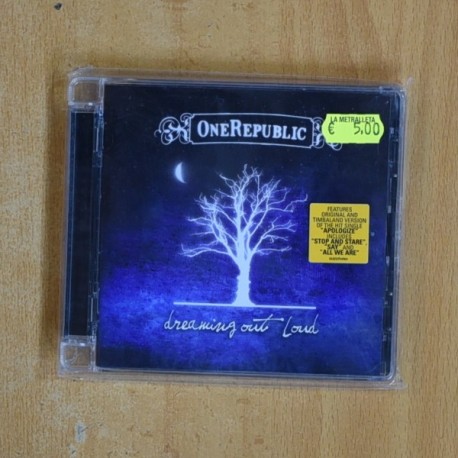 LA METRALLETA
€ 5,00
ONEREPUBLIC
FEATURES
ORIGINAL AND
TIMBALAND VERSION
OF THE HIT SINGLE
"APOLOGIZE"
INCLUDES
"STOP AND STARE",
"SAY" AND
"ALL WE ARE"
dreaming out loud